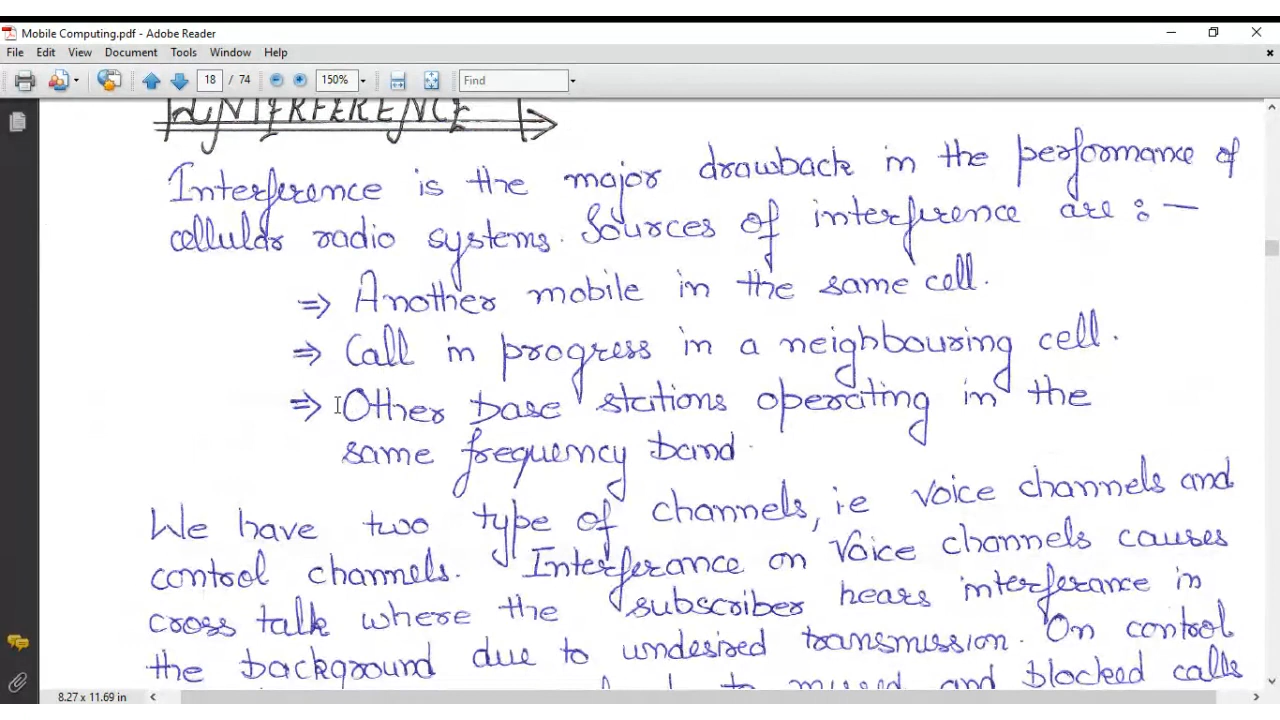 Mobile Computing.pdf - Adobe Reader
File Edit View Document Tools Window Help
18 / 74 150% Find
INTERFERENCE
Interference is the major drawback in the performance of
cellular radio systems. Sources of interference are : —
⇒ Another mobile in the same cell.
⇒ Call in progress in a neighbouring cell.
⇒ Other base stations operating in the
same frequency band.
We have two type of channels, ie voice channels and
control channels. Interferance on voice channels causes
cross talk where the subscriber hears interferance in
the background due to undesired transmission. On control
to missed and blocked calls
8.27 x 11.69 in